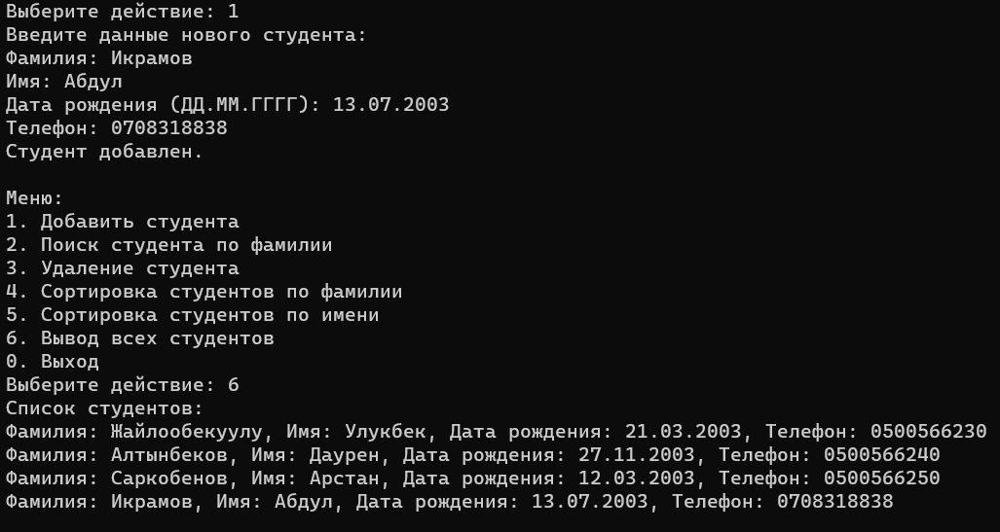 Выберите действие: 1
Введите данные нового студента:
Фамилия: Икрамов
Имя: Абдул
Дата рождения (ДД.ММ.ГГГГ): 13.07.2003
Телефон: 0708318838
Студент добавлен.

Меню:
1. Добавить студента
2. Поиск студента по фамилии
3. Удаление студента
4. Сортировка студентов по фамилии
5. Сортировка студентов по имени
6. Вывод всех студентов
0. Выход
Выберите действие: 6
Список студентов:
Фамилия: Жайлообекуулу, Имя: Улукбек, Дата рождения: 21.03.2003, Телефон: 0500566230
Фамилия: Алтынбеков, Имя: Даурен, Дата рождения: 27.11.2003, Телефон: 0500566240
Фамилия: Саркобенов, Имя: Арстан, Дата рождения: 12.03.2003, Телефон: 0500566250
Фамилия: Икрамов, Имя: Абдул, Дата рождения: 13.07.2003, Телефон: 0708318838